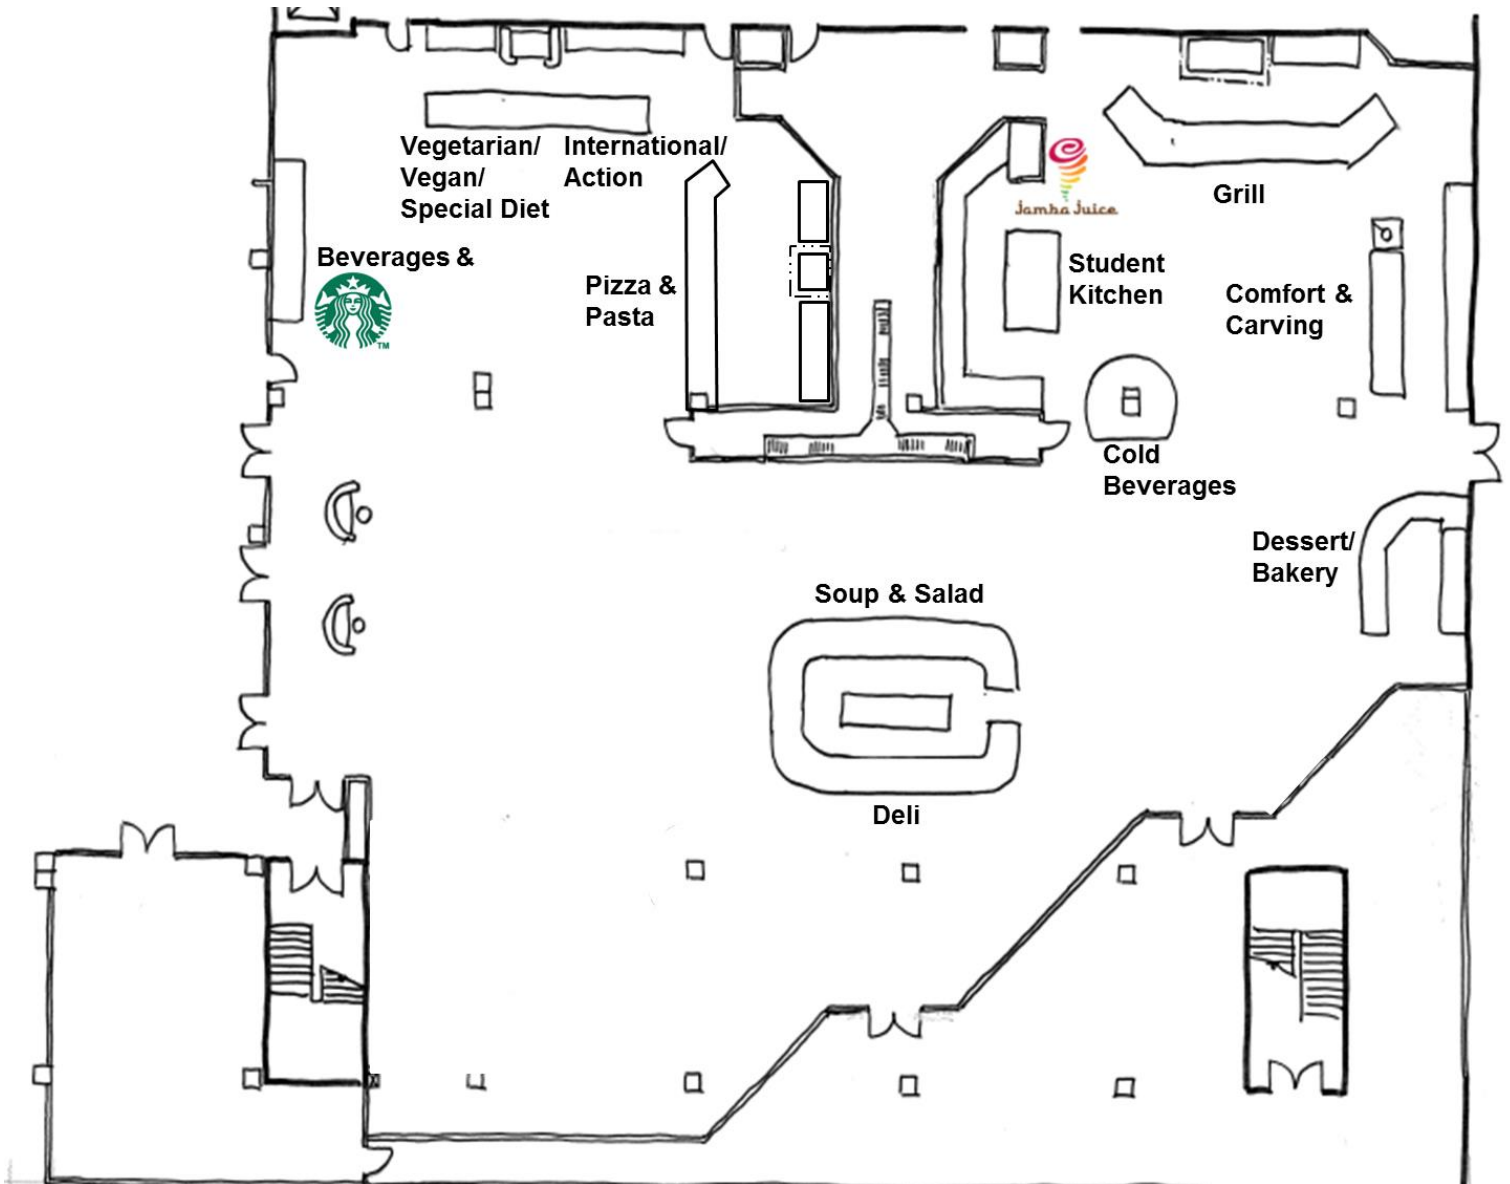 Vegetarian/
Vegan/
Special Diet
International/
Action
Jamba Juice
Grill
Beverages &
TM
Pizza &
Pasta
Student
Kitchen
Comfort &
Carving
Cold
Beverages
Dessert/
Bakery
Soup & Salad
Deli